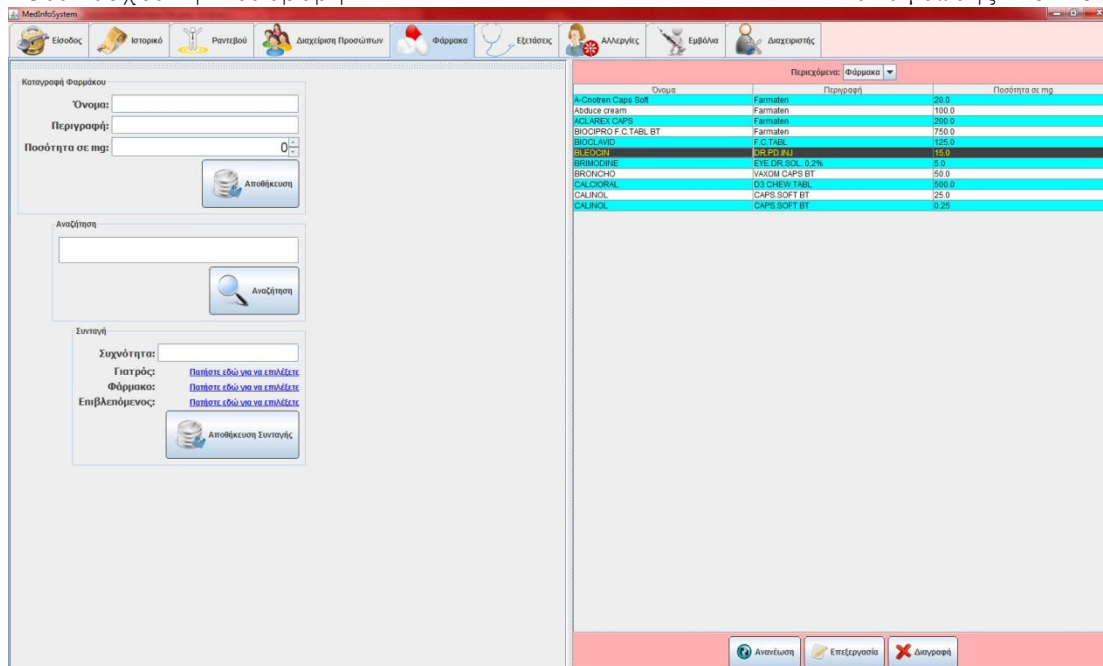 MedInfoSystem
Είσοδος Ιστορικό Ραντεβού Διαχείριση Προσώπων Φάρμακα Εξετάσεις Αλλεργίες Εμβόλια Διαχειριστής
Καταγραφή Φαρμάκου
Όνομα:
Περιγραφή:
Ποσότητα σε mg: 0
Αποθήκευση
Αναζήτηση
Αναζήτηση
Συνταγή
Συχνότητα:
Γιατρός: Πατήστε εδώ για να επιλέξετε
Φάρμακο: Πατήστε εδώ για να επιλέξετε
Επιβλεπόμενος: Πατήστε εδώ για να επιλέξετε
Αποθήκευση Συνταγής
Περιεχόμενα: Φάρμακα
Όνομα Περιγραφή Ποσότητα σε mg
A-Cnotren Caps Soft Farmaten 20.0
Abduce cream Farmaten 100.0
ACLAREX CAPS Farmaten 200.0
BIOCIPRO F.C.TABL BT Farmaten 750.0
BIOCLAVID F.C.TABL 125.0
BLEOCIN DR.PD.INJ 15.0
BRIMODINE EYE.DR.SOL. 0,2% 5.0
BRONCHO VAXOM CAPS BT 50.0
CALCIORAL D3 CHEW.TABL 500.0
CALINOL CAPS.SOFT BT 25.0
CALINOL CAPS.SOFT BT 0.25
Ανανέωση Επεξεργασία Διαγραφή